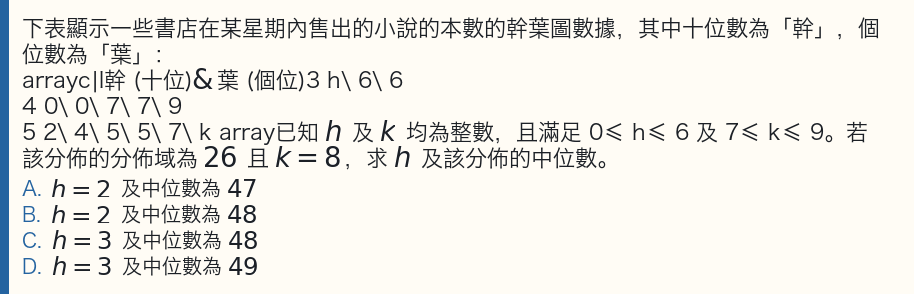 下表顯示一些書店在某星期內售出的小說的本數的幹葉圖數據，其中十位數為「幹」，個
位數為「葉」：
arrayc|l幹 (十位)& 葉 (個位)3 h\ 6\ 6
4 0\ 0\ 7\ 7\ 9
5 2\ 4\ 5\ 5\ 7\ k array已知 h 及 k 均為整數，且滿足 0⩽ h⩽ 6 及 7⩽ k⩽ 9。若
該分佈的分佈域為 26 且 k = 8，求 h 及該分佈的中位數。
A. h = 2 及中位數為 47
B. h = 2 及中位數為 48
C. h = 3 及中位數為 48
D. h = 3 及中位數為 49